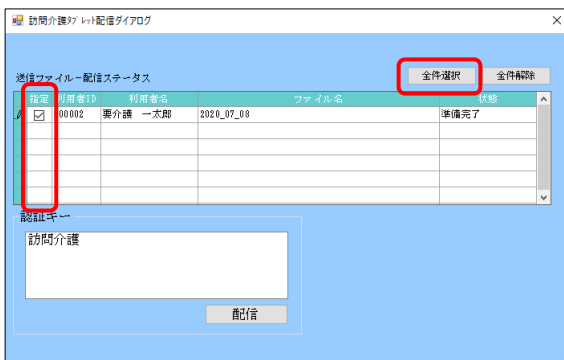 訪問介護ﾀﾌﾞﾚｯﾄ配信ダイアログ
送信ファイル－配信ステータス
全件選択 全件解除
指定 利用者ID 利用者名 ファイル名 状態
00002 要介護 一太郎 2020_07_08 準備完了
認証キー
訪問介護
配信